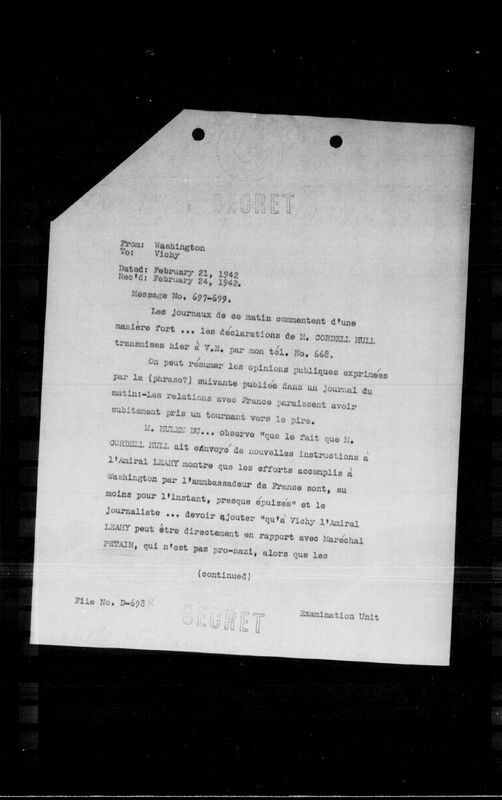 SECRET
From: Washington
To: Vichy
Dated: February 21, 1942
Rec'd: February 24, 1942.
Message No. 697-699.
Les journaux de ce matin commentent d'une
manière fort ... les déclarations de M. CORDELL HULL
transmises hier à V.E. par mon tél. No. 668.
On peut résumer les opinions publiques exprimées
par la (phrase?) suivante publiée dans un journal du
matin:-Les relations avec France paraissent avoir
subitement pris un tournant vers le pire.
M. HULEN DU... observe "que le fait que M.
CORDELL HULL ait envoyé de nouvelles instructions à
l'Amiral LEAHY montre que les efforts accomplis à
Washington par l'ammbassadeur de France sont, au
moins pour l'instant, presque épuisés" et le
journaliste ... devoir ajouter "qu'à Vichy l'Amiral
LEAHY peut être directement en rapport avec Maréchal
PETAIN, qui n'est pas pro-nazi, alors que les
(continued)
File No. D-698 R
SECRET
Examination Unit